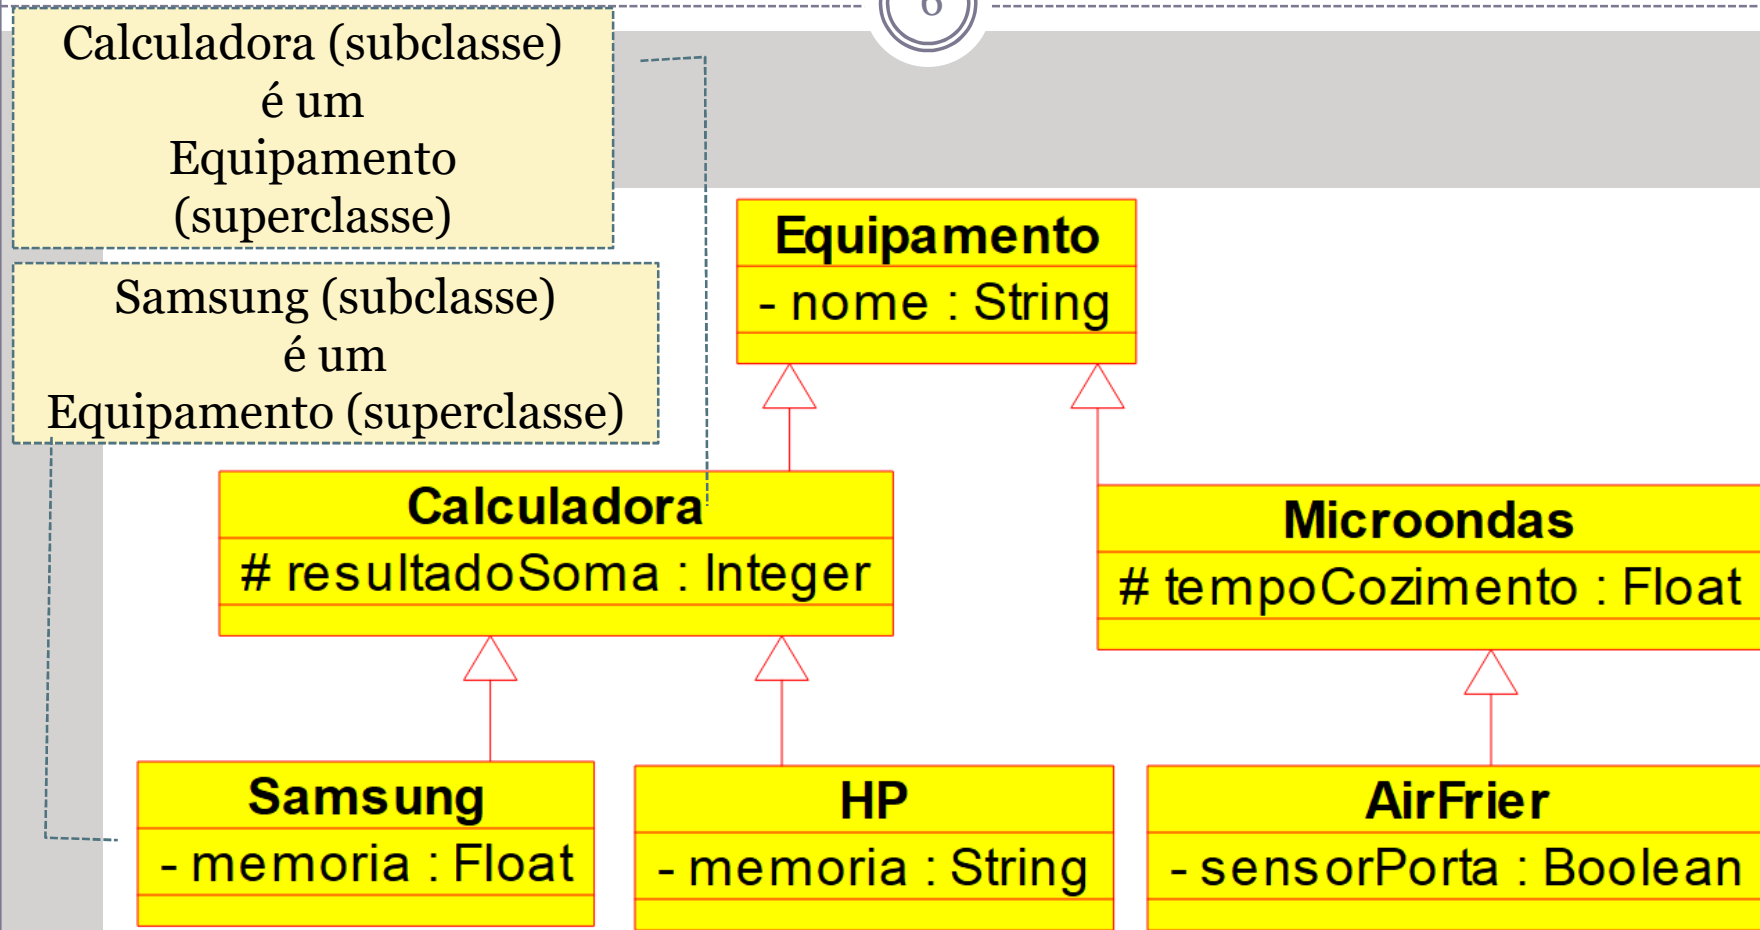 6
Calculadora (subclasse)
é um
Equipamento
(superclasse)
Samsung (subclasse)
é um
Equipamento (superclasse)
Equipamento
- nome : String
Calculadora
# resultadoSoma : Integer
Microondas
# tempoCozimento : Float
Samsung
- memoria : Float
HP
- memoria : String
AirFrier
- sensorPorta : Boolean